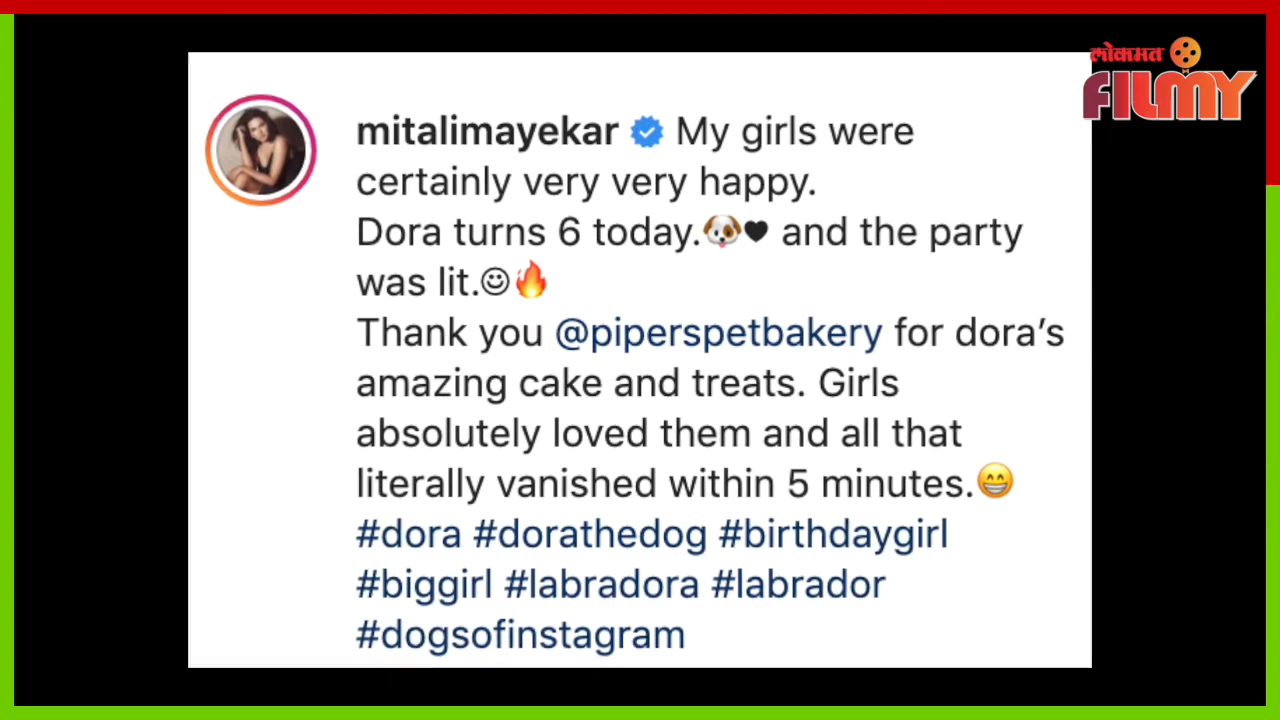 लोकमत
FILMY
mitalimayekar My girls were
certainly very very happy.
Dora turns 6 today.🐶🖤 and the party
was lit.☺🔥
Thank you @piperspetbakery for dora’s
amazing cake and treats. Girls
absolutely loved them and all that
literally vanished within 5 minutes.😁
#dora #dorathedog #birthdaygirl
#biggirl #labradora #labrador
#dogsofinstagram